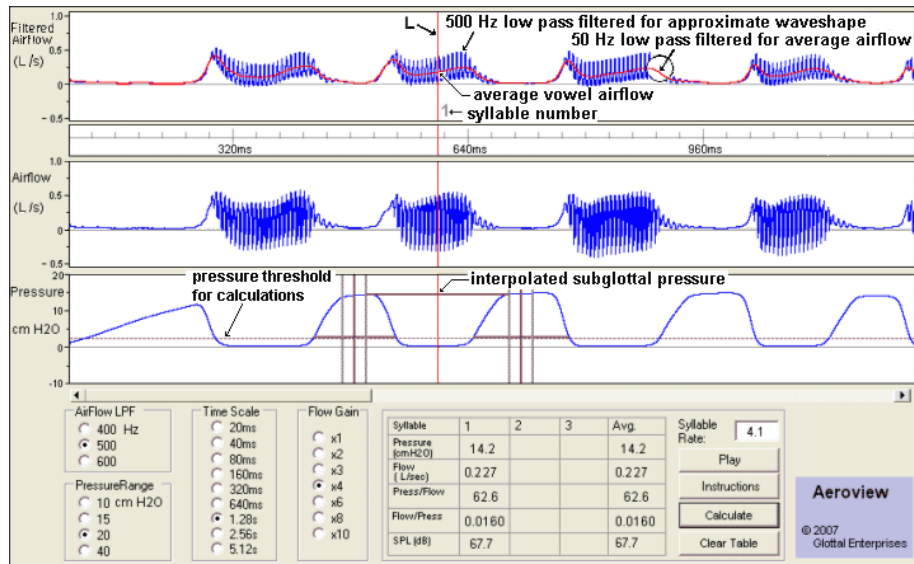 Filtered
Airflow
(L /s)
1.0
0.5
0.0
- 0.5
L
500 Hz low pass filtered for approximate waveshape
50 Hz low pass filtered for average airflow
average vowel airflow
1
syllable number
320ms
640ms
960ms
Airflow
(L/s)
1.0
0.5
0.0
- 0.5
Pressure
cm H2O
20
10
0
-10
pressure threshold
for calculations
interpolated subglottal pressure
AirFlow LPF
400 Hz
500
600
PressureRange
10 cm H2O
15
20
40
Time Scale
20ms
40ms
80ms
160ms
320ms
640ms
1.28s
2.56s
5.12s
Flow Gain
x1
x2
x3
x4
x6
x8
x10
Syllable 1 2 3 Avg.
Pressure
(cmH2O) 14.2 14.2
Flow
( L/sec) 0.227 0.227
Press/Flow 62.6 62.6
Flow/Press 0.0160 0.0160
SPL (dB) 67.7 67.7
Syllable
Rate: 4.1
Play
Instructions
Calculate
Clear Table
Aeroview
© 2007
Glottal Enterprises